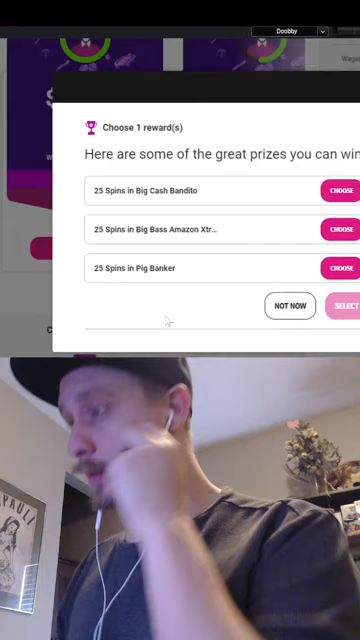 Doobby
Wager
Choose 1 reward(s)
Here are some of the great prizes you can win
25 Spins in Big Cash Bandito
CHOOSE
25 Spins in Big Bass Amazon Xtr...
CHOOSE
25 Spins in Pig Banker
CHOOSE
NOT NOW
SELECT
PAULI